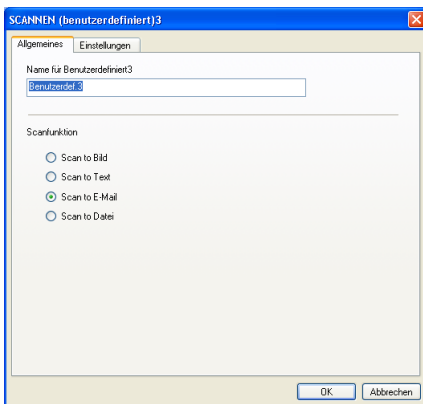 SCANNEN (benutzerdefiniert)3
Allgemeines Einstellungen
Name für Benutzerdefiniert3
Benutzerdef.3
Scanfunktion
Scan to Bild
Scan to Text
Scan to E-Mail
Scan to Datei
OK Abbrechen